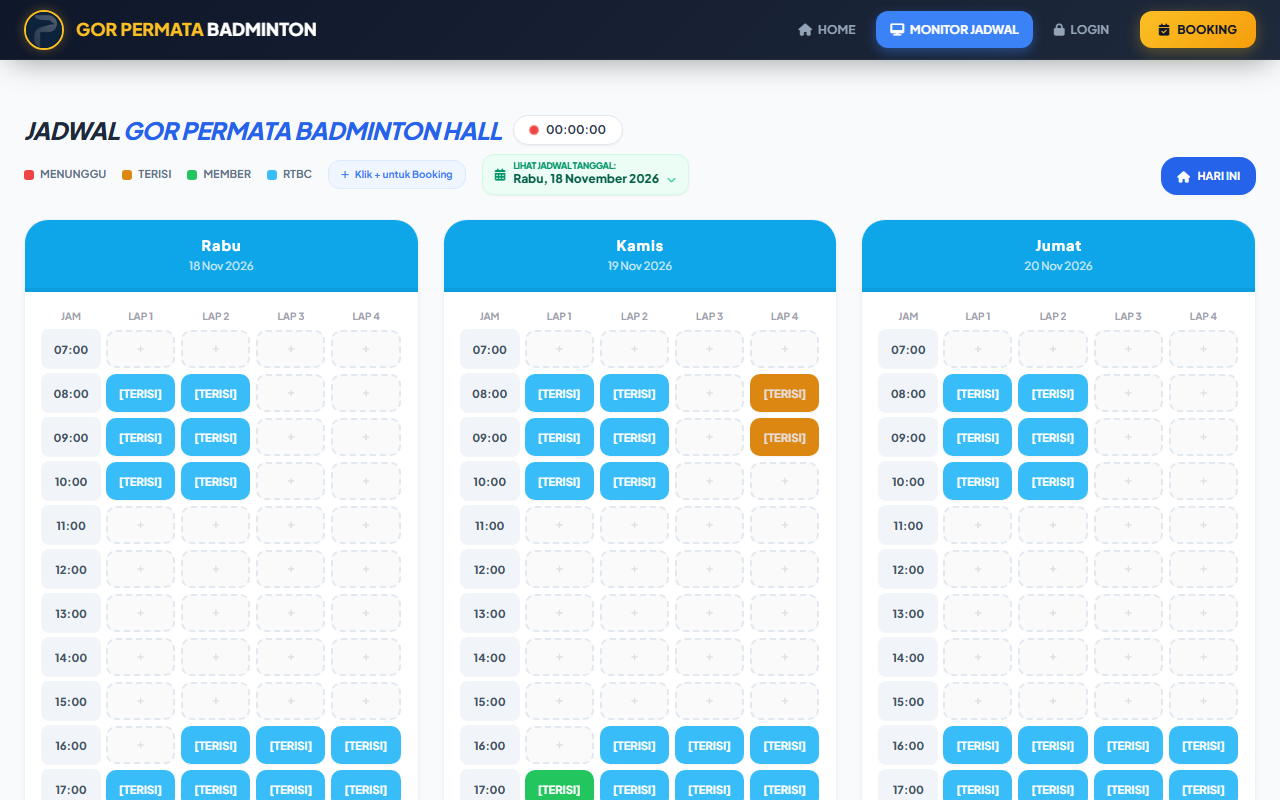 GOR PERMATA BADMINTON
HOME
MONITOR JADWAL
LOGIN
BOOKING
JADWAL GOR PERMATA BADMINTON HALL
00:00:00
MENUNGGU
TERISI
MEMBER
RTBC
+ Klik + untuk Booking
LIHAT JADWAL TANGGAL:
Rabu, 18 November 2026
HARI INI
Rabu
18 Nov 2026
JAM LAP 1 LAP 2 LAP 3 LAP 4
07:00 + + + +
08:00 [TERISI] [TERISI] + +
09:00 [TERISI] [TERISI] + +
10:00 [TERISI] [TERISI] + +
11:00 + + + +
12:00 + + + +
13:00 + + + +
14:00 + + + +
15:00 + + + +
16:00 + [TERISI] [TERISI] [TERISI]
17:00 [TERISI] [TERISI] [TERISI] [TERISI]
Kamis
19 Nov 2026
JAM LAP 1 LAP 2 LAP 3 LAP 4
07:00 + + + +
08:00 [TERISI] [TERISI] + [TERISI]
09:00 [TERISI] [TERISI] + [TERISI]
10:00 [TERISI] [TERISI] + +
11:00 + + + +
12:00 + + + +
13:00 + + + +
14:00 + + + +
15:00 + + + +
16:00 + [TERISI] [TERISI] [TERISI]
17:00 [TERISI] [TERISI] [TERISI] [TERISI]
Jumat
20 Nov 2026
JAM LAP 1 LAP 2 LAP 3 LAP 4
07:00 + + + +
08:00 [TERISI] [TERISI] + +
09:00 [TERISI] [TERISI] + +
10:00 [TERISI] [TERISI] + +
11:00 + + + +
12:00 + + + +
13:00 + + + +
14:00 + + + +
15:00 + + + +
16:00 [TERISI] [TERISI] [TERISI] [TERISI]
17:00 [TERISI] [TERISI] [TERISI] [TERISI]